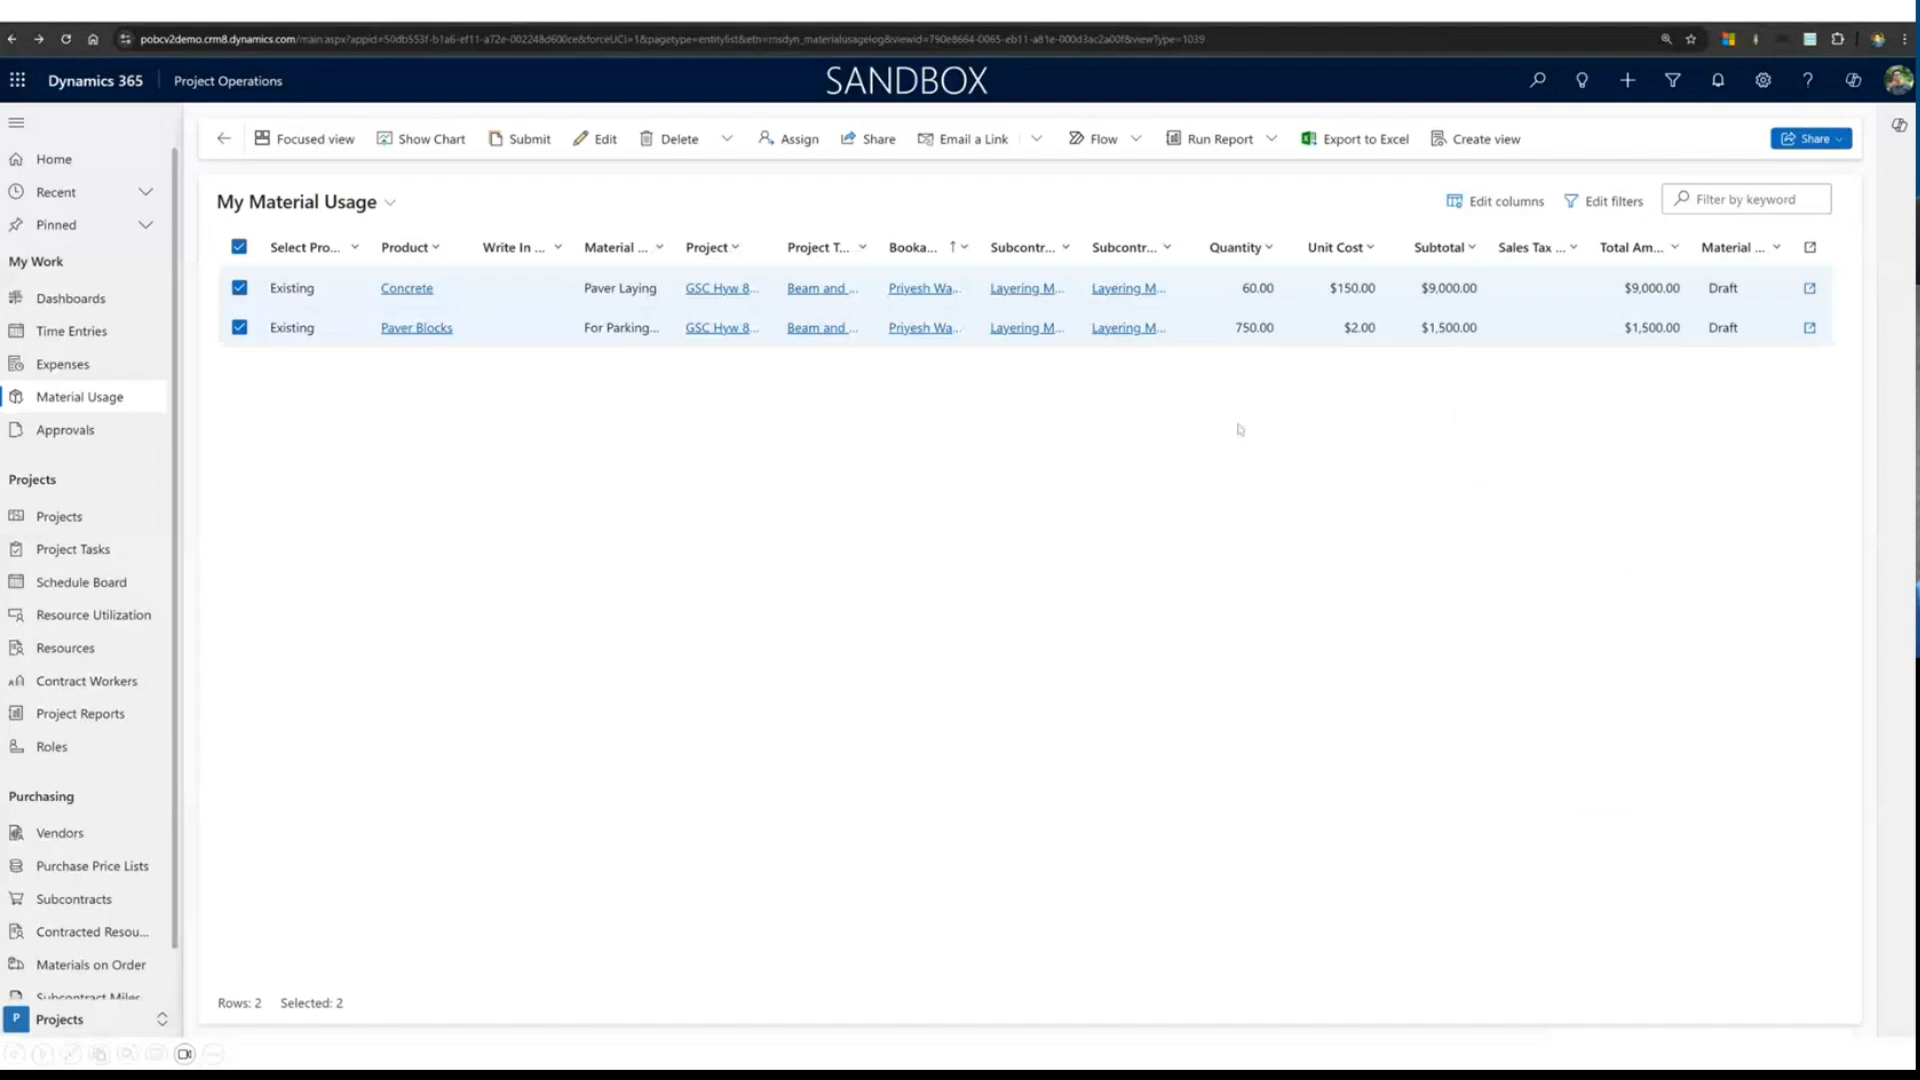 pobcv2demo.crm8.dynamics.com/main.aspx?appid=50db553f-b1a6-ef11-a72e-002248d600ce&forceUCI=1&pagetype=entitylist&etn=msdyn_materialusagelog&viewid=790e8664-0065-eb11-a81e-000d3ac2a00f&viewType=1039
Dynamics 365 Project Operations SANDBOX
Focused view Show Chart Submit Edit Delete Assign Share Email a Link Flow Run Report Export to Excel Create view Share
Home
Recent
Pinned
My Work
Dashboards
Time Entries
Expenses
Material Usage
Approvals
Projects
Projects
Project Tasks
Schedule Board
Resource Utilization
Resources
Contract Workers
Project Reports
Roles
Purchasing
Vendors
Purchase Price Lists
Subcontracts
Contracted Resou...
Materials on Order
Subcontract Miles
P Projects
My Material Usage Edit columns Edit filters Filter by keyword
Select Pro... Product Write In ... Material ... Project Project T... Booka... Subcontr... Subcontr... Quantity Unit Cost Subtotal Sales Tax ... Total Am... Material ...
Existing Concrete Paver Laying GSC Hyw 8... Beam and ... Priyesh Wa... Layering M... Layering M... 60.00 $150.00 $9,000.00 $9,000.00 Draft
Existing Paver Blocks For Parking... GSC Hyw 8... Beam and ... Priyesh Wa... Layering M... Layering M... 750.00 $2.00 $1,500.00 $1,500.00 Draft
Rows: 2 Selected: 2